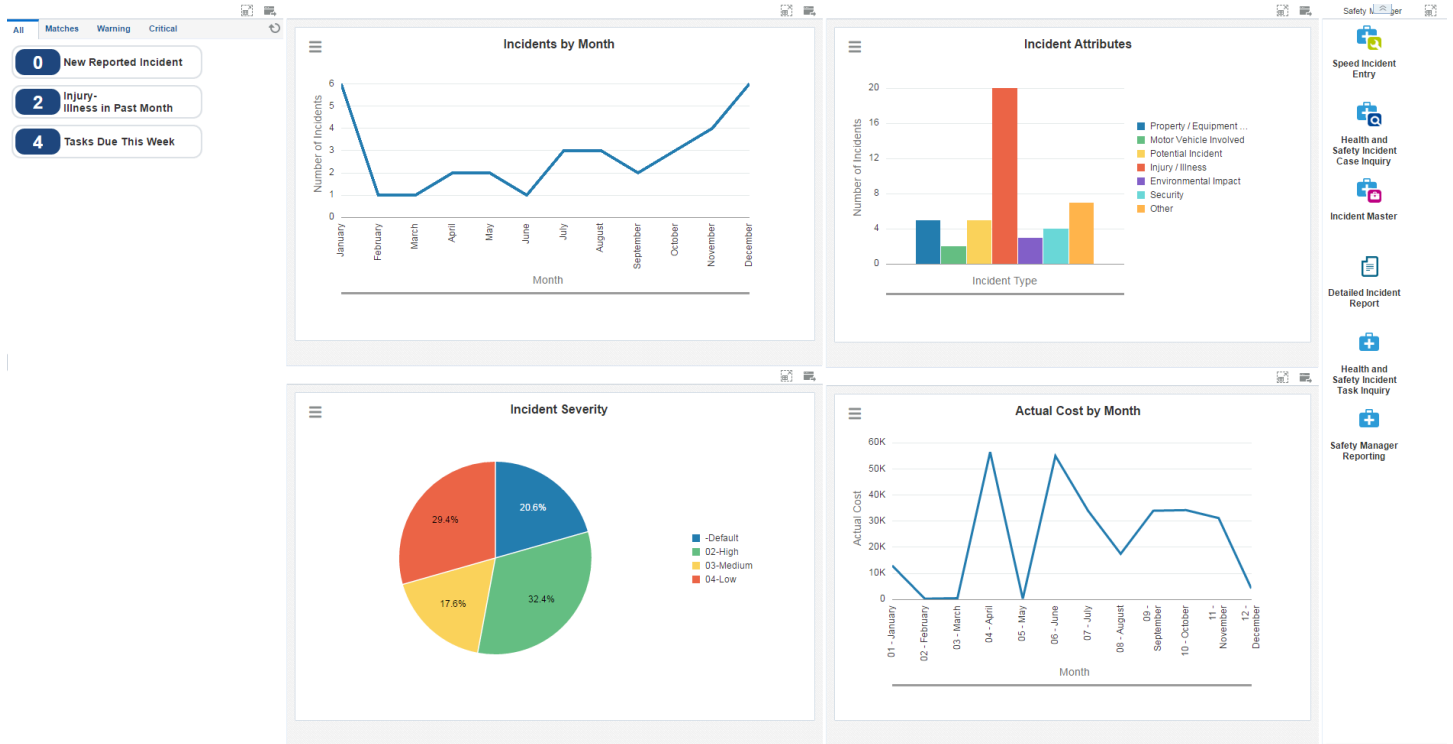 All
Matches
Warning
Critical
0
New Reported Incident
2
Injury-
Illness in Past Month
4
Tasks Due This Week
Incidents by Month
Number of Incidents
6
5
4
3
2
1
0
January
February
March
April
May
June
July
August
September
October
November
December
Month
Incident Attributes
Number of Incidents
20
16
12
8
4
0
Incident Type
Property / Equipment ...
Motor Vehicle Involved
Potential Incident
Injury / Illness
Environmental Impact
Security
Other
Incident Severity
20.6%
32.4%
17.6%
29.4%
-Default
02-High
03-Medium
04-Low
Actual Cost by Month
Actual Cost
60K
50K
40K
30K
20K
10K
0
01 - January
02 - February
03 - March
04 - April
05 - May
06 - June
07 - July
08 - August
09 -
September
10 - October
11 -
November
12 -
December
Month
Safety
Speed Incident
Entry
Health and
Safety Incident
Case Inquiry
Incident Master
Detailed Incident
Report
Health and
Safety Incident
Task Inquiry
Safety Manager
Reporting